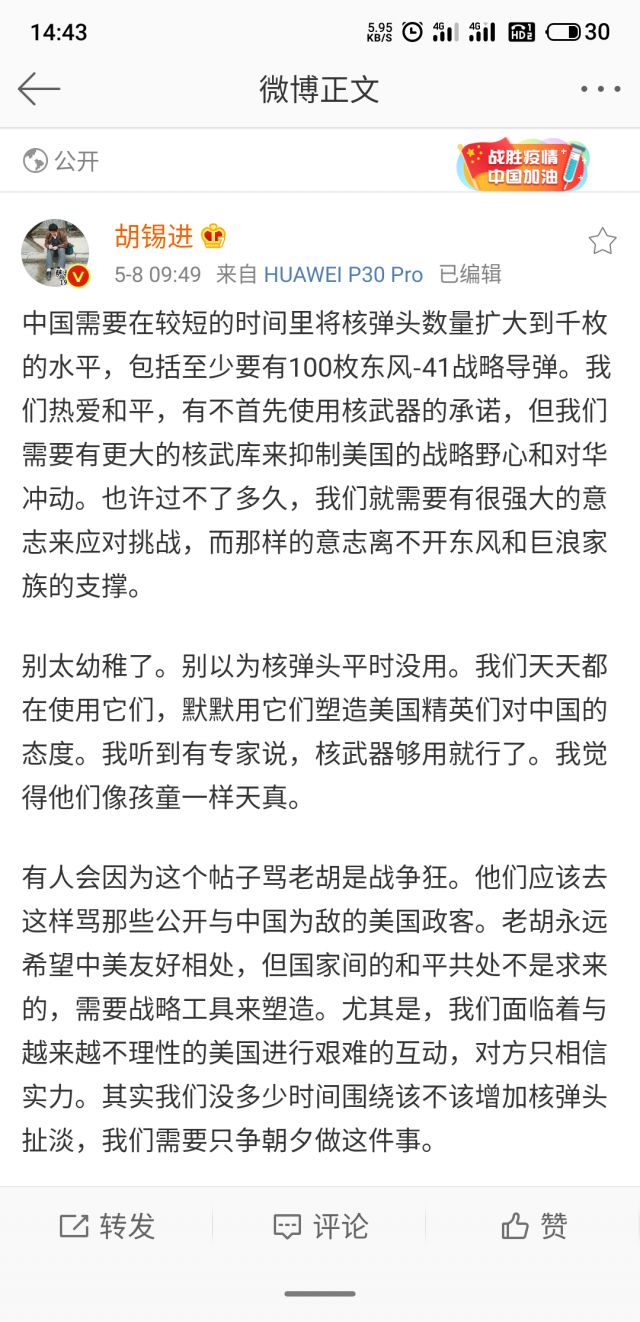 14:43
5.95
KB/S
4G
4G
HD 1
2
30
微博正文
公开
战胜疫情
中国加油
胡锡进
5-8 09:49 来自 HUAWEI P30 Pro 已编辑
中国需要在较短的时间里将核弹头数量扩大到千枚
的水平，包括至少要有100枚东风-41战略导弹。我
们热爱和平，有不首先使用核武器的承诺，但我们
需要有更大的核武库来抑制美国的战略野心和对华
冲动。也许过不了多久，我们就需要有很强大的意
志来应对挑战，而那样的意志离不开东风和巨浪家
族的支撑。
别太幼稚了。别以为核弹头平时没用。我们天天都
在使用它们，默默用它们塑造美国精英们对中国的
态度。我听到有专家说，核武器够用就行了。我觉
得他们像孩童一样天真。
有人会因为这个帖子骂老胡是战争狂。他们应该去
这样骂那些公开与中国为敌的美国政客。老胡永远
希望中美友好相处，但国家间的和平共处不是求来
的，需要战略工具来塑造。尤其是，我们面临着与
越来越不理性的美国进行艰难的互动，对方只相信
实力。其实我们没多少时间围绕该不该增加核弹头
扯淡，我们需要只争朝夕做这件事。
转发
评论
赞